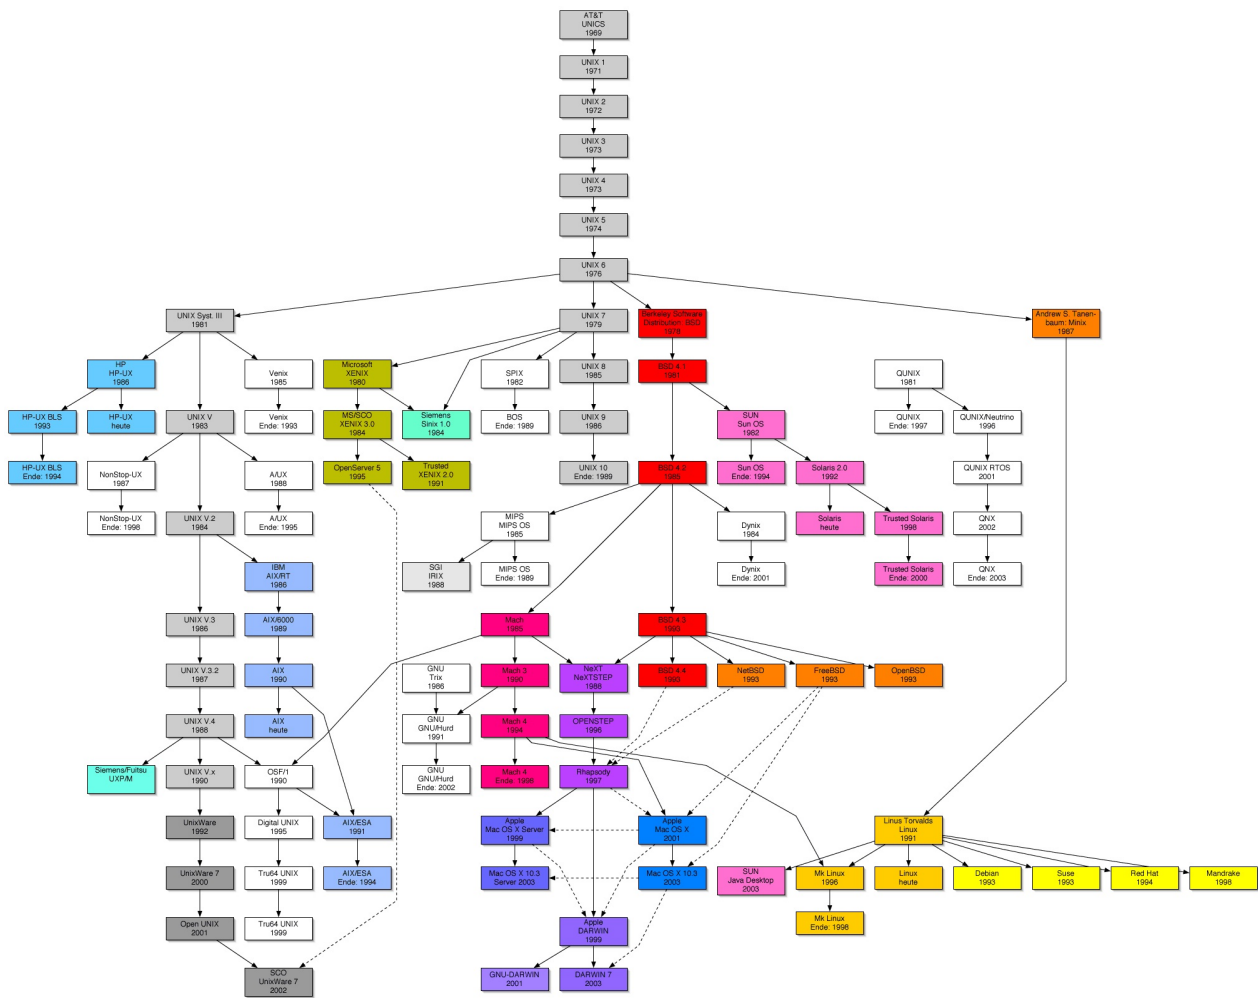 AT&T
UNICS
1969
UNIX 1
1971
UNIX 2
1972
UNIX 3
1973
UNIX 4
1973
UNIX 5
1974
UNIX 6
1976
UNIX Syst. III
1981
UNIX 7
1979
Berkeley Software
Distribution: BSD
1978
Andrew S. Tanen-
baum: Minix
1987
HP
HP-UX
1986
Venix
1985
Microsoft
XENIX
1980
SPIX
1982
UNIX 8
1985
BSD 4.1
1981
QUNIX
1981
HP-UX BLS
1993
HP-UX
heute
UNIX V
1983
Venix
Ende: 1993
MS/SCO
XENIX 3.0
1984
Siemens
Sinix 1.0
1984
BOS
Ende: 1989
UNIX 9
1986
SUN
Sun OS
1982
QUNIX
Ende: 1997
QUNIX/Neutrino
1996
HP-UX BLS
Ende: 1994
NonStop-UX
1987
A/UX
1988
OpenServer 5
1995
Trusted
XENIX 2.0
1991
UNIX 10
Ende: 1989
BSD 4.2
1985
Sun OS
Ende: 1994
Solaris 2.0
1992
QUNIX RTOS
2001
NonStop-UX
Ende: 1998
UNIX V.2
1984
A/UX
Ende: 1995
MIPS
MIPS OS
1985
Dynix
1984
Solaris
heute
Trusted Solaris
1998
QNX
2002
IBM
AIX/RT
1986
SGI
IRIX
1988
MIPS OS
Ende: 1989
Dynix
Ende: 2001
Trusted Solaris
Ende: 2000
QNX
Ende: 2003
UNIX V.3
1986
AIX/6000
1989
Mach
1985
BSD 4.3
1990
UNIX V.3.2
1987
AIX
1990
GNU
Trix
1986
Mach 3
1990
NeXT
NeXTSTEP
1988
BSD 4.4
1993
NetBSD
1993
FreeBSD
1993
OpenBSD
1993
UNIX V.4
1988
AIX
heute
GNU
GNU/Hurd
1991
Mach 4
1994
OPENSTEP
1996
Siemens/Fuitsu
UXP/M
UNIX V.x
1990
OSF/1
1990
GNU
GNU/Hurd
Ende: 2002
Mach 4
Ende: 1998
Rhapsody
1997
UnixWare
1992
Digital UNIX
1995
AIX/ESA
1991
Apple
Mac OS X Server
1999
Apple
Mac OS X
2001
Linus Torvalds
Linux
1991
UnixWare 7
2000
Tru64 UNIX
1999
AIX/ESA
Ende: 1994
Mac OS X 10.3
Server 2003
Mac OS X 10.3
2003
SUN
Java Desktop
2003
Mk Linux
1996
Linux
heute
Debian
1993
Suse
1993
Red Hat
1994
Mandrake
1998
Open UNIX
2001
Tru64 UNIX
1999
Apple
DARWIN
1999
Mk Linux
Ende: 1998
SCO
UnixWare 7
2002
GNU-DARWIN
2001
DARWIN 7
2003